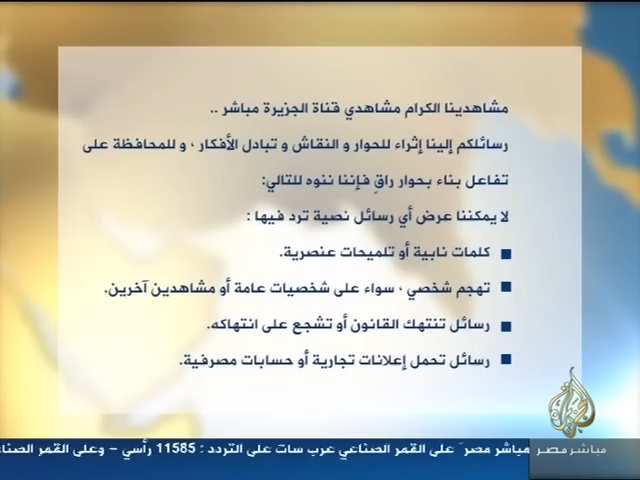 مشاهدينا الكرام مشاهدي قناة الجزيرة مباشر ..
رسائلكم إلينا إثراء للحوار و النقاش و تبادل الأفكار ، و للمحافظة على
تفاعل بناء بحوار راقٍ فإننا ننوه للتالي:
لا يمكننا عرض أي رسائل نصية ترد فيها :
كلمات نابية أو تلميحات عنصرية.
تهجم شخصي ، سواء على شخصيات عامة أو مشاهدين آخرين.
رسائل تنتهك القانون أو تشجع على انتهاكه.
رسائل تحمل إعلانات تجارية أو حسابات مصرفية.
الجزيرة
مباشر مصر
مباشر مصر" على القمر الصناعي عرب سات على التردد : 11585 رأسي – وعلى القمر